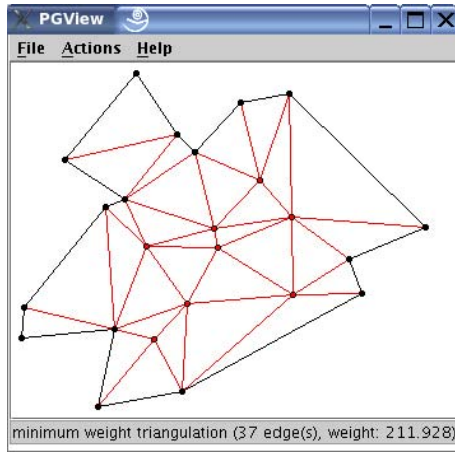 PGView
File Actions Help
minimum weight triangulation (37 edge(s), weight: 211.928)